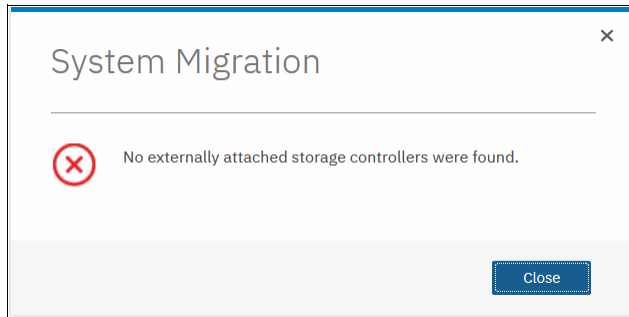 System Migration
No externally attached storage controllers were found.
Close